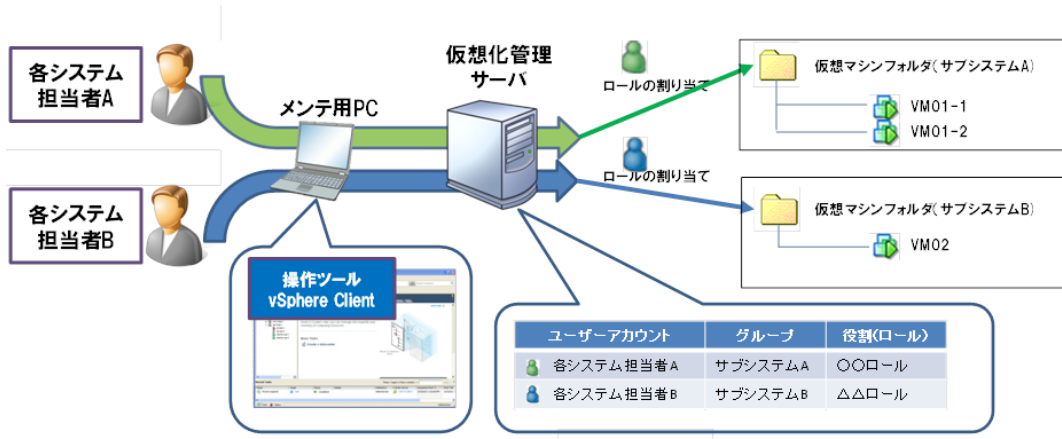 各システム
担当者A
メンテ用PC
仮想化管理
サーバ
ロールの割り当て
仮想マシンフォルダ(サブシステムA)
VM01-1
VM01-2
各システム
担当者B
ロールの割り当て
仮想マシンフォルダ(サブシステムB)
VM02
操作ツール
vSphere Client
ユーザーアカウント グループ 役割(ロール)
各システム担当者A サブシステムA 〇〇ロール
各システム担当者B サブシステムB △△ロール